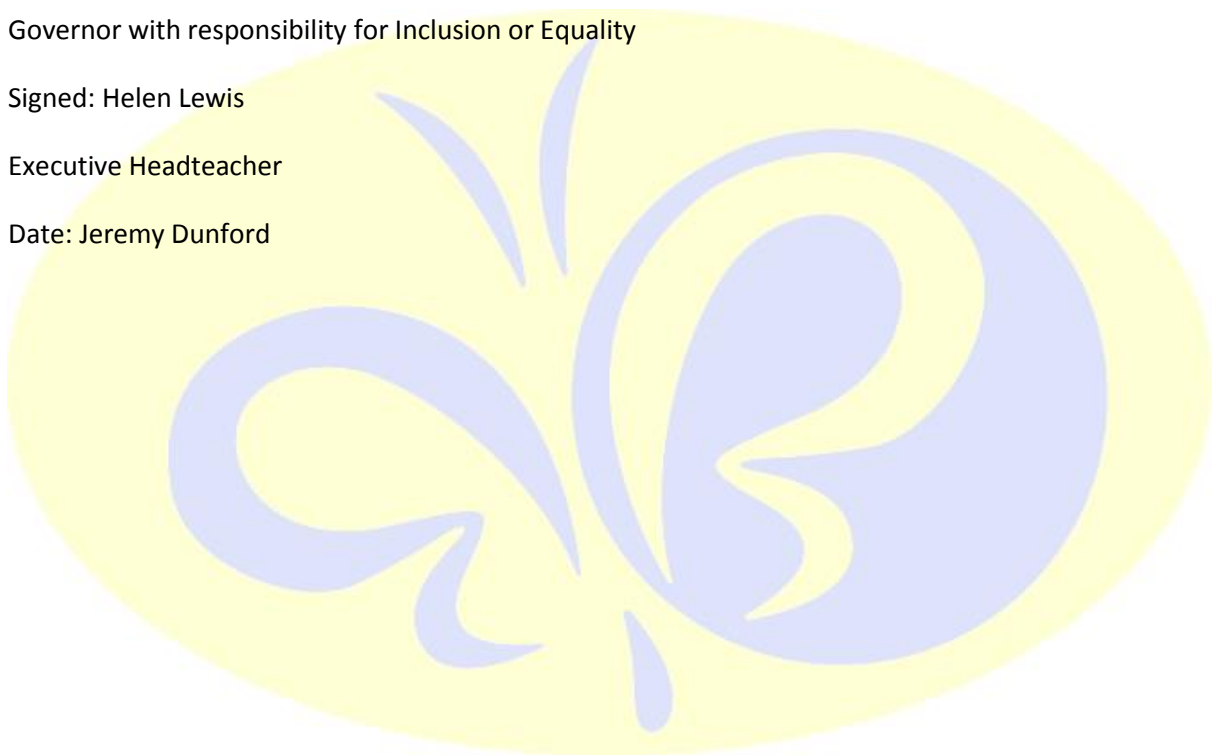 Governor with responsibility for Inclusion or Equality
Signed: Helen Lewis
Executive Headteacher
Date: Jeremy Dunford